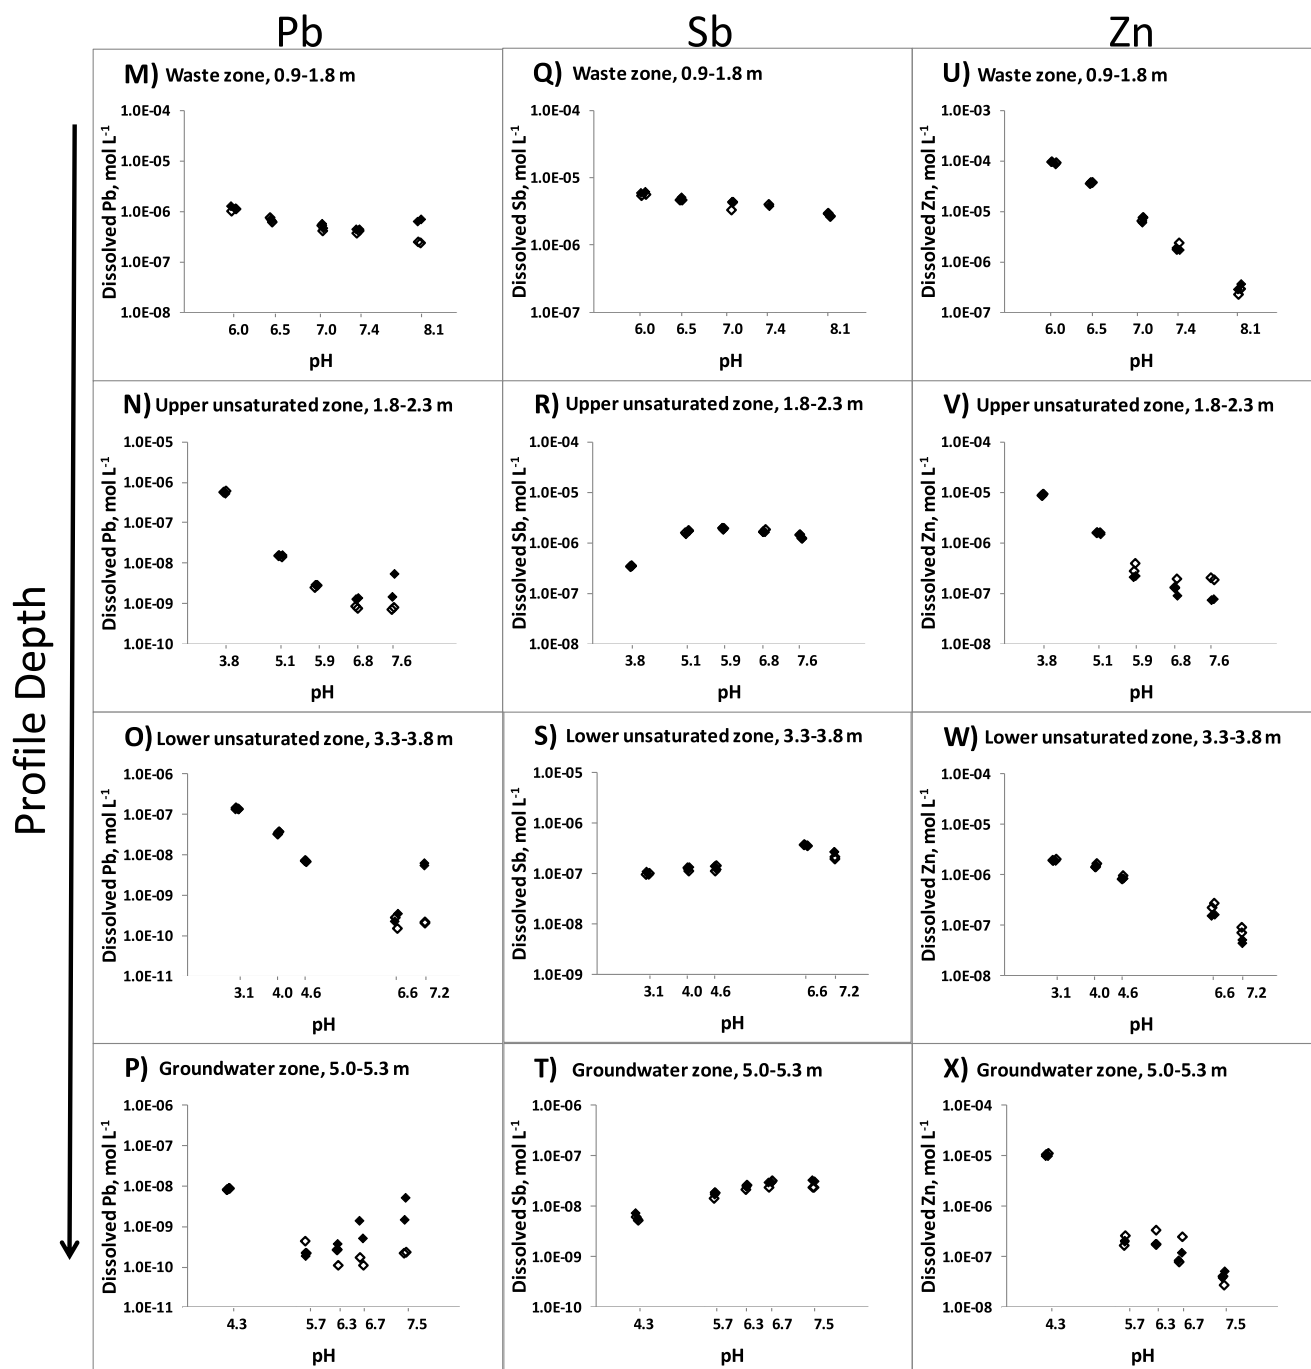 Pb
Sb
Zn
Profile Depth
M) Waste zone, 0.9-1.8 m
Dissolved Pb, mol L-1
1.0E-04
1.0E-05
1.0E-06
1.0E-07
1.0E-08
6.0 6.5 7.0 7.4 8.1
pH
Q) Waste zone, 0.9-1.8 m
Dissolved Sb, mol L-1
1.0E-04
1.0E-05
1.0E-06
1.0E-07
6.0 6.5 7.0 7.4 8.1
pH
U) Waste zone, 0.9-1.8 m
Dissolved Zn, mol L-1
1.0E-03
1.0E-04
1.0E-05
1.0E-06
1.0E-07
6.0 6.5 7.0 7.4 8.1
pH
N) Upper unsaturated zone, 1.8-2.3 m
Dissolved Pb, mol L-1
1.0E-05
1.0E-06
1.0E-07
1.0E-08
1.0E-09
1.0E-10
3.8 5.1 5.9 6.8 7.6
pH
R) Upper unsaturated zone, 1.8-2.3 m
Dissolved Sb, mol L-1
1.0E-04
1.0E-05
1.0E-06
1.0E-07
1.0E-08
3.8 5.1 5.9 6.8 7.6
pH
V) Upper unsaturated zone, 1.8-2.3 m
Dissolved Zn, mol L-1
1.0E-04
1.0E-05
1.0E-06
1.0E-07
1.0E-08
3.8 5.1 5.9 6.8 7.6
pH
O) Lower unsaturated zone, 3.3-3.8 m
Dissolved Pb, mol L-1
1.0E-06
1.0E-07
1.0E-08
1.0E-09
1.0E-10
1.0E-11
3.1 4.0 4.6 6.6 7.2
pH
S) Lower unsaturated zone, 3.3-3.8 m
Dissolved Sb, mol L-1
1.0E-05
1.0E-06
1.0E-07
1.0E-08
1.0E-09
3.1 4.0 4.6 6.6 7.2
pH
W) Lower unsaturated zone, 3.3-3.8 m
Dissolved Zn, mol L-1
1.0E-04
1.0E-05
1.0E-06
1.0E-07
1.0E-08
3.1 4.0 4.6 6.6 7.2
pH
P) Groundwater zone, 5.0-5.3 m
Dissolved Pb, mol L-1
1.0E-06
1.0E-07
1.0E-08
1.0E-09
1.0E-10
1.0E-11
4.3 5.7 6.3 6.7 7.5
pH
T) Groundwater zone, 5.0-5.3 m
Dissolved Sb, mol L-1
1.0E-06
1.0E-07
1.0E-08
1.0E-09
1.0E-10
4.3 5.7 6.3 6.7 7.5
pH
X) Groundwater zone, 5.0-5.3 m
Dissolved Zn, mol L-1
1.0E-04
1.0E-05
1.0E-06
1.0E-07
1.0E-08
4.3 5.7 6.3 6.7 7.5
pH